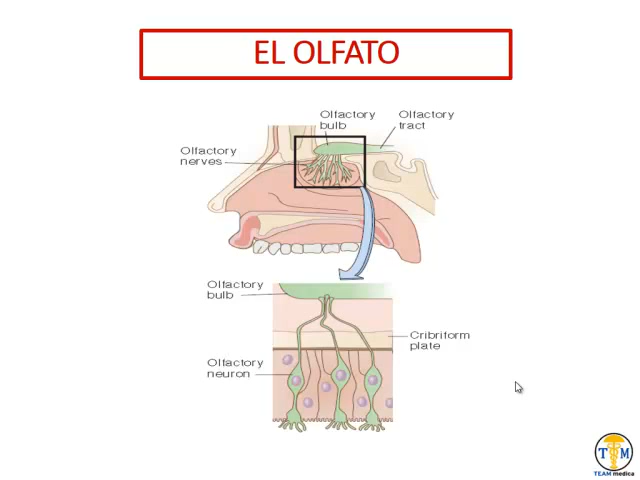 EL OLFATO
Olfactory
bulb
Olfactory
tract
Olfactory
nerves
Olfactory
bulb
Cribriform
plate
Olfactory
neuron
T M
TEAM medica